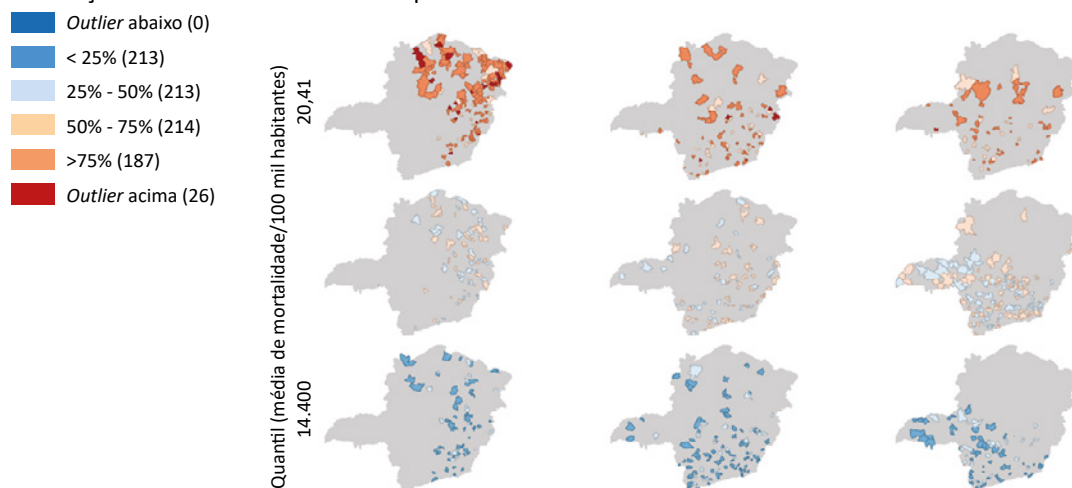 Outlier abaixo (0)
< 25% (213)
25% - 50% (213)
50% - 75% (214)
>75% (187)
Outlier acima (26)
Quantil (média de mortalidade/100 mil habitantes)
20,41
14.400